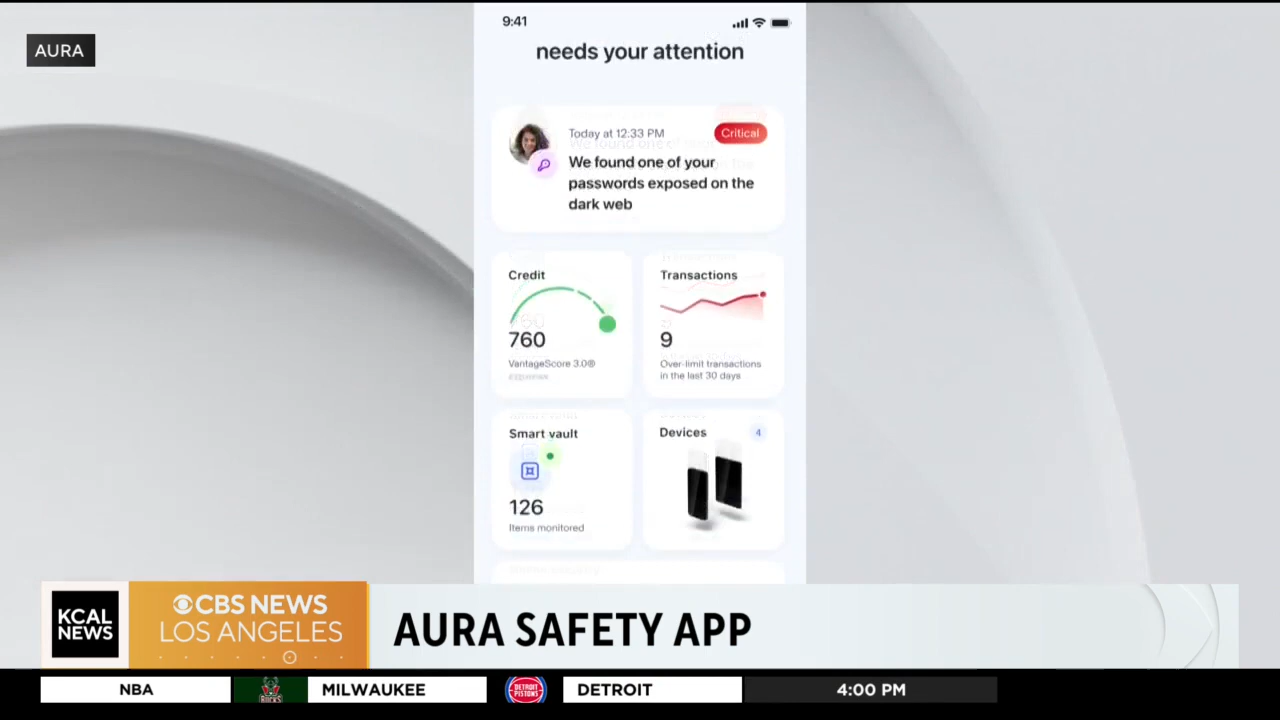 AURA
9:41
needs your attention
Today at 12:33 PM
Critical
We found one of your
passwords exposed on the
dark web
Credit
760
VantageScore 3.0®
Transactions
9
Over-limit transactions
in the last 30 days
Smart vault
126
Items monitored
Devices
4
KCAL
NEWS
CBS NEWS
LOS ANGELES
AURA SAFETY APP
NBA
BUCKS
MILWAUKEE
DETROIT
PISTONS
DETROIT
4:00 PM